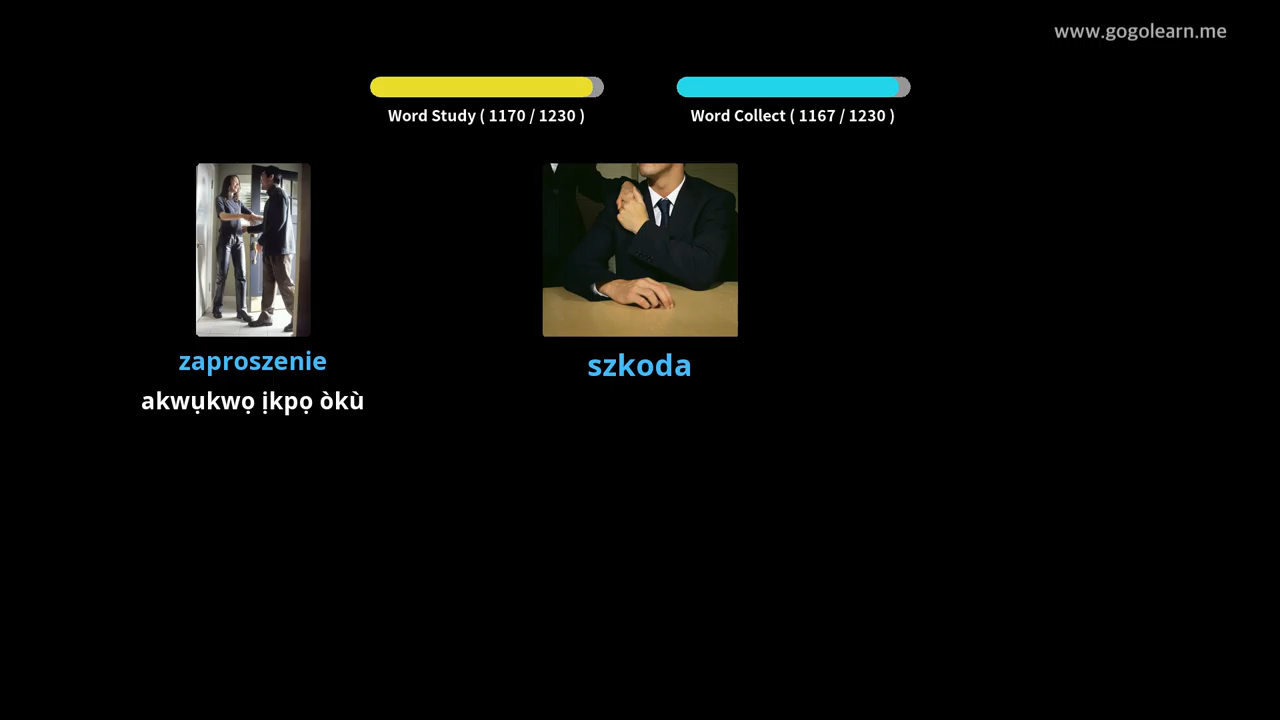 www.gogolearn.me
Word Study ( 1170 / 1230 )
Word Collect ( 1167 / 1230 )
zaproszenie
akwụkwọ ịkpọ òkù
szkoda